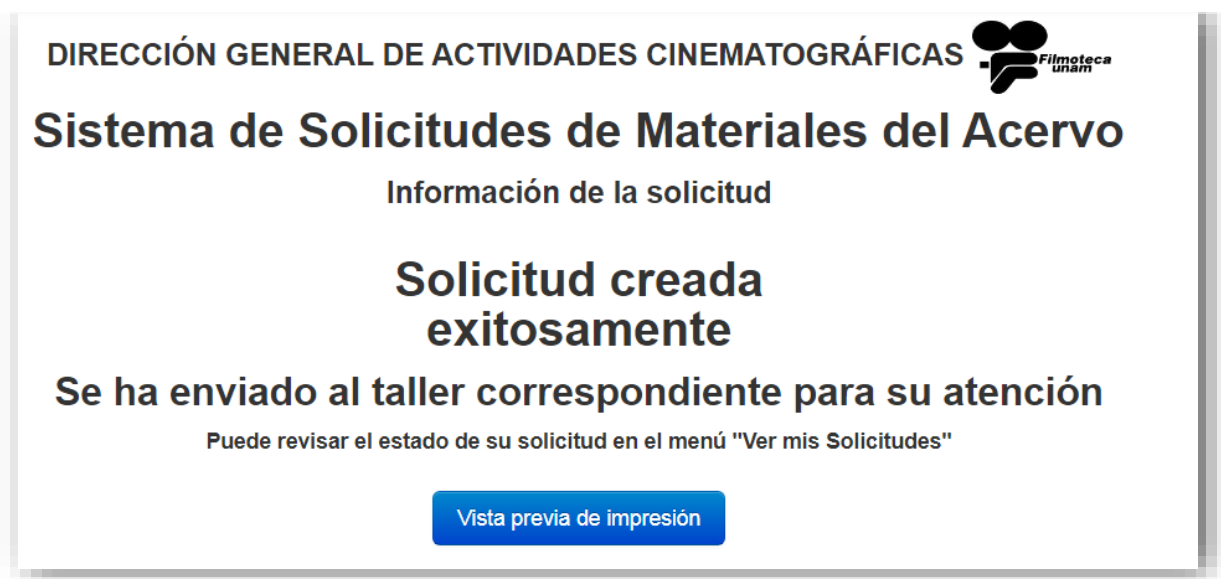 DIRECCIÓN GENERAL DE ACTIVIDADES CINEMATOGRÁFICAS
Filmoteca
unam
Sistema de Solicitudes de Materiales del Acervo
Información de la solicitud
Solicitud creada
exitosamente
Se ha enviado al taller correspondiente para su atención
Puede revisar el estado de su solicitud en el menú "Ver mis Solicitudes"
Vista previa de impresión